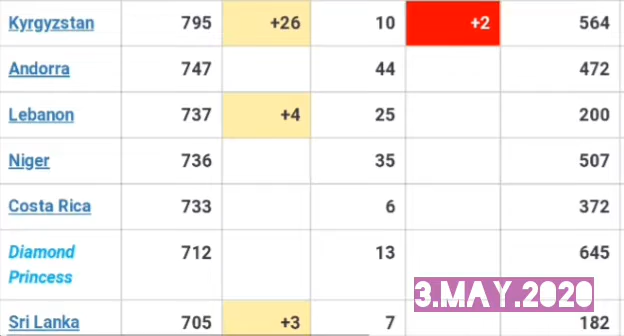 Kyrgyzstan 795 +26 10 +2 564
Andorra 747 44 472
Lebanon 737 +4 25 200
Niger 736 35 507
Costa Rica 733 6 372
Diamond 712 13 645
Princess
3.MAY.2020
Sri Lanka 705 +3 7 182